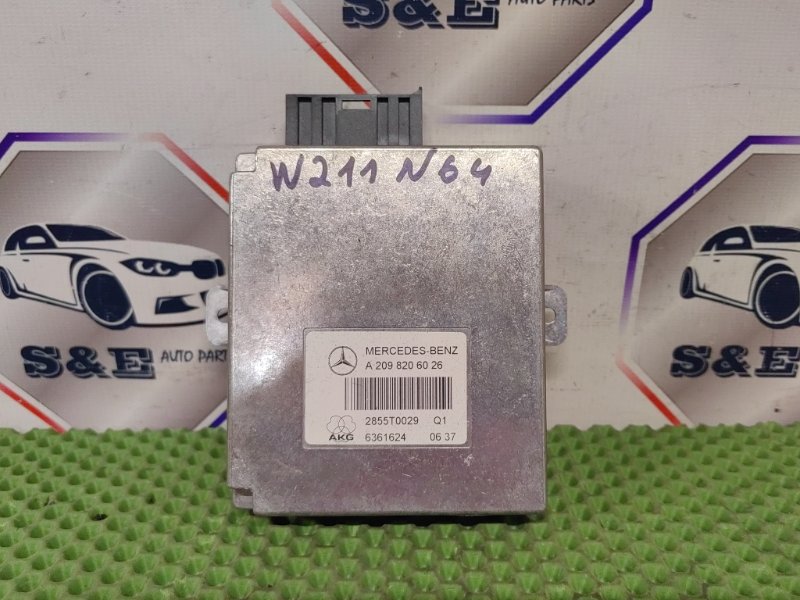 S&E AUTO PARTS
W211 N64
MERCEDES-BENZ
A 209 820 60 26
2855T0029 Q1
AKG 6361624 06 37
S&E AUTO PARTS
S&E